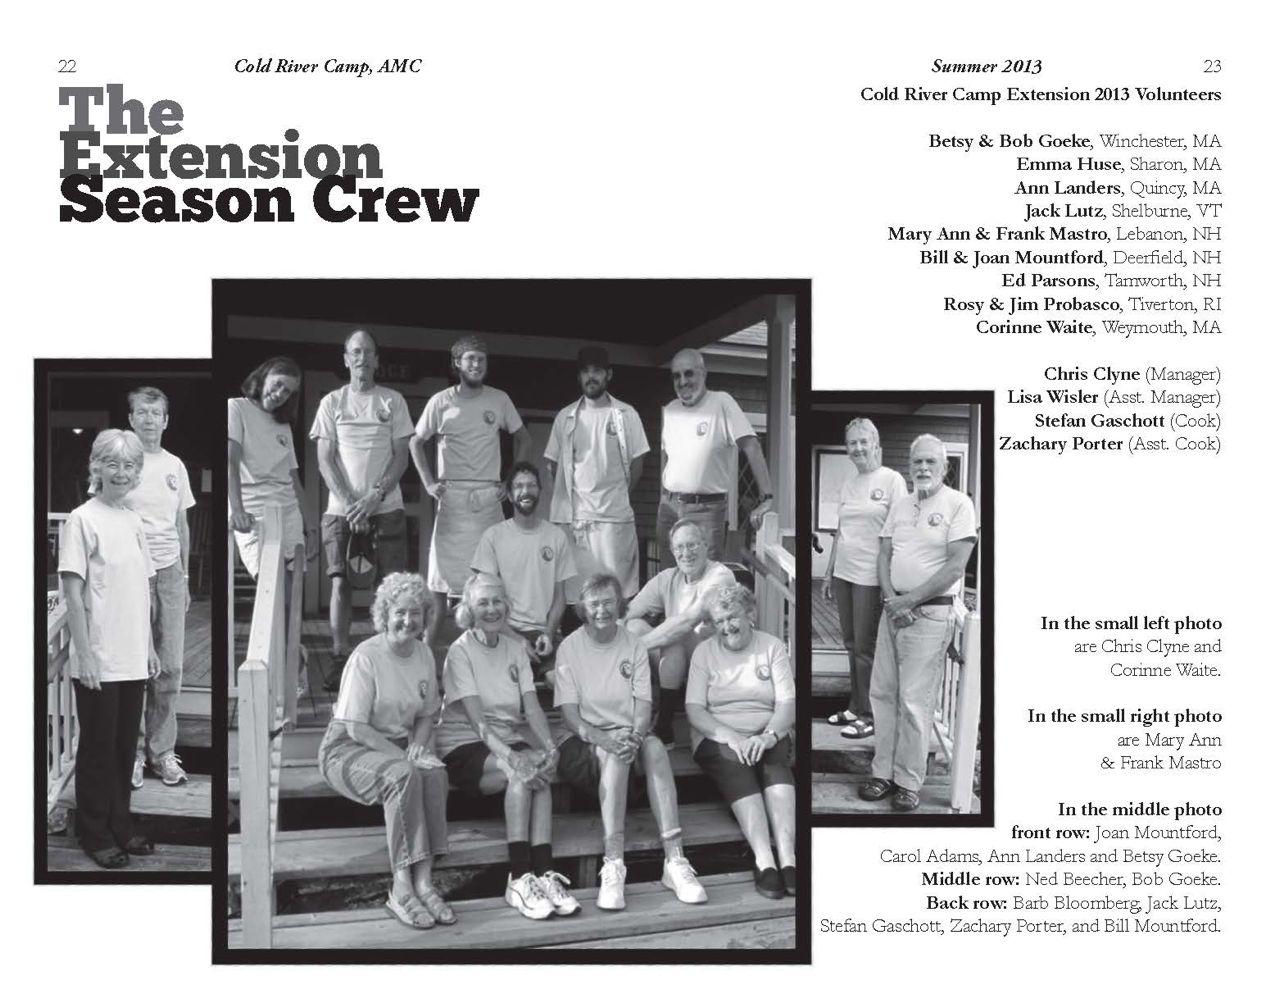 22
Cold River Camp, AMC
The
Extension
Season Crew
Summer 2013
23
Cold River Camp Extension 2013 Volunteers
Betsy & Bob Goeke, Winchester, MA
Emma Huse, Sharon, MA
Ann Landers, Quincy, MA
Jack Lutz, Shelburne, VT
Mary Ann & Frank Mastro, Lebanon, NH
Bill & Joan Mountford, Deerfield, NH
Ed Parsons, Tamworth, NH
Rosy & Jim Probasco, Tiverton, RI
Corinne Waite, Weymouth, MA
Chris Clyne (Manager)
Lisa Wisler (Asst. Manager)
Stefan Gaschott (Cook)
Zachary Porter (Asst. Cook)
In the small left photo
are Chris Clyne and
Corinne Waite.
In the small right photo
are Mary Ann
& Frank Mastro
In the middle photo
front row: Joan Mountford,
Carol Adams, Ann Landers and Betsy Goeke.
Middle row: Ned Beecher, Bob Goeke.
Back row: Barb Bloomberg, Jack Lutz,
Stefan Gaschott, Zachary Porter, and Bill Mountford.